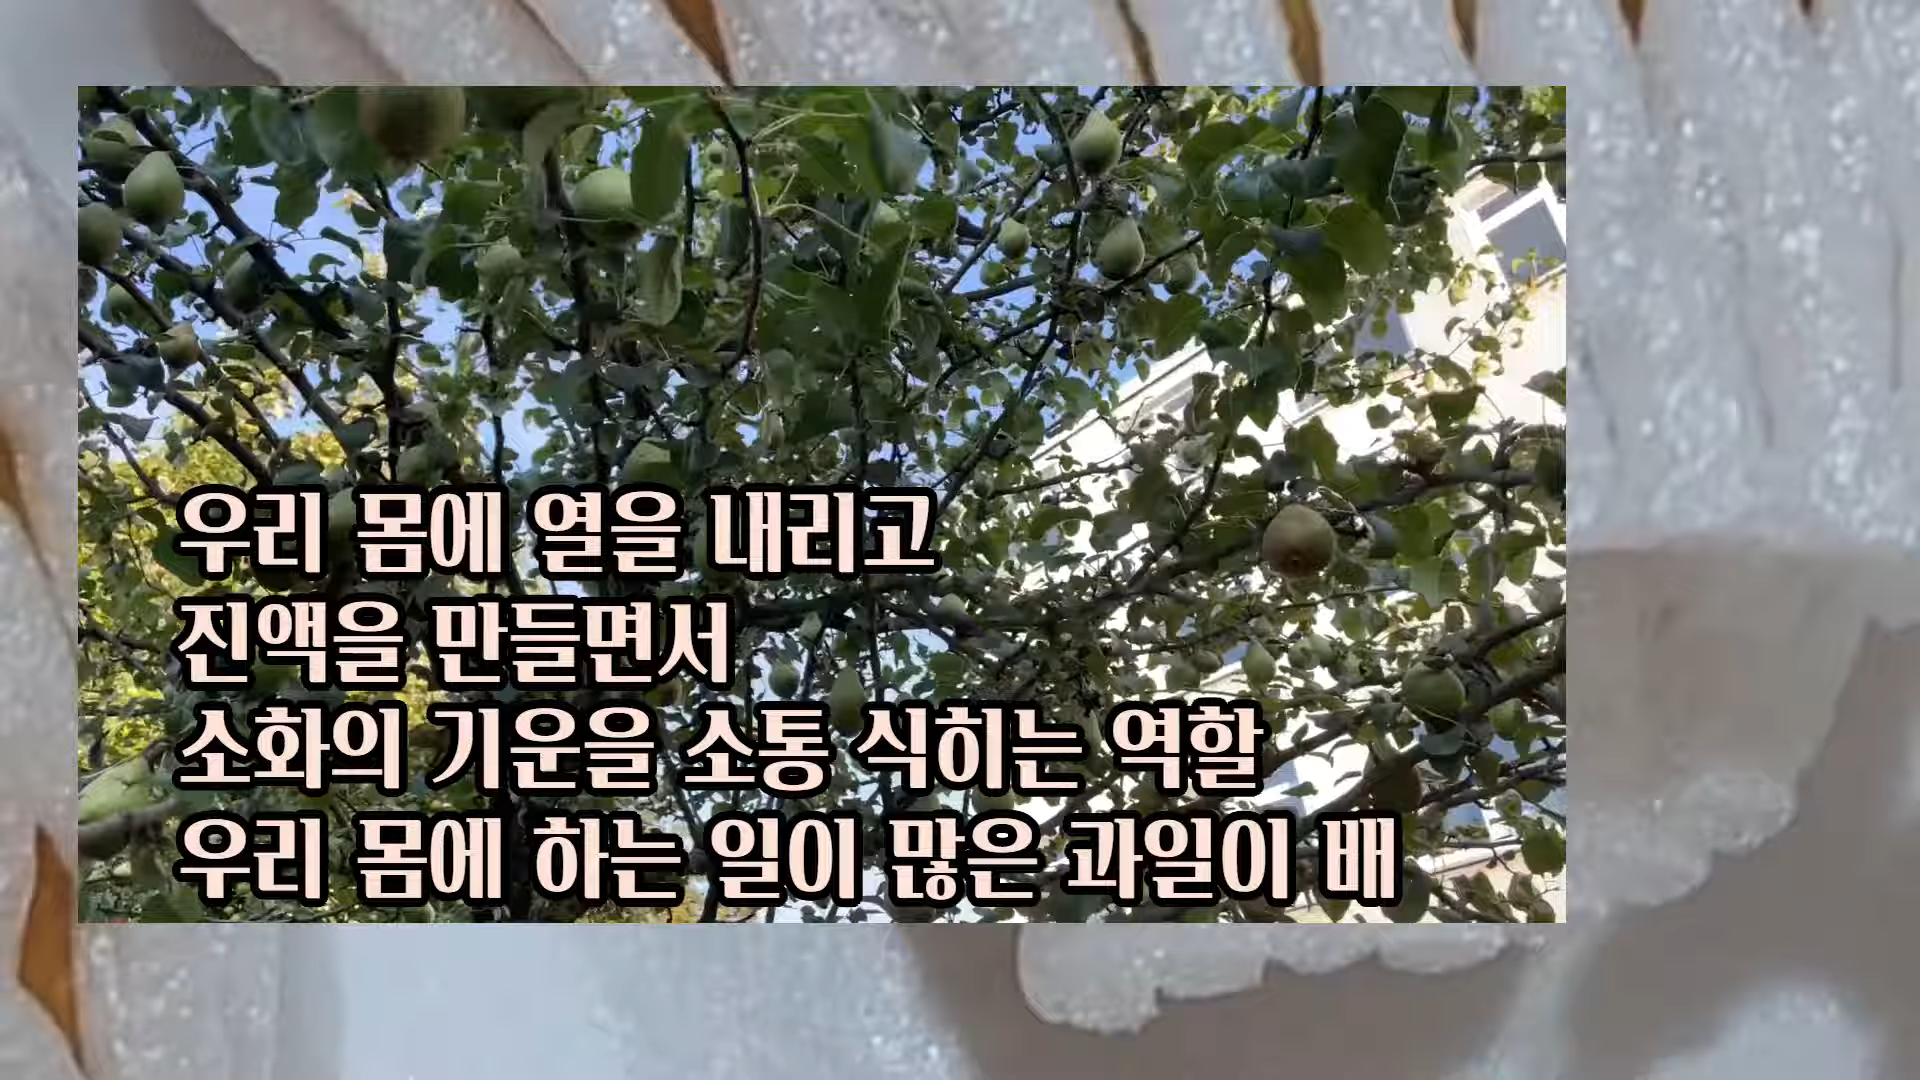 우리 몸에 열을 내리고
진액을 만들면서
소화의 기운을 소통 식히는 역할
우리 몸에 하는 일이 많은 과일이 배